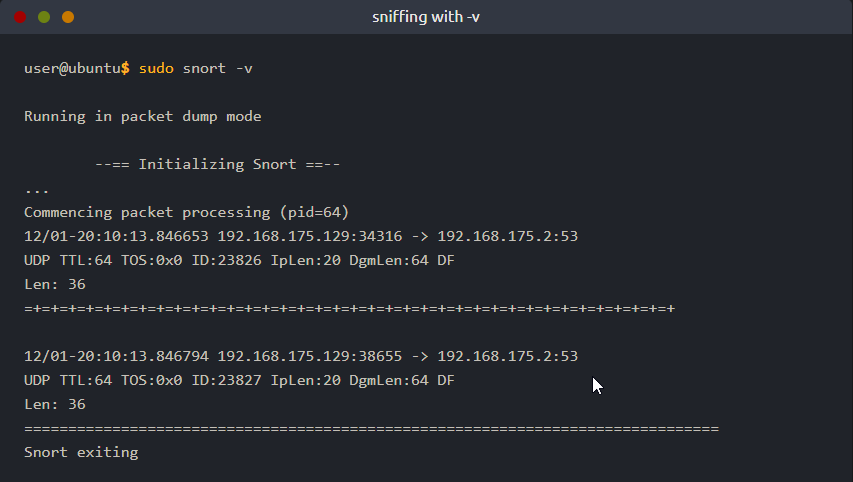 sniffing with -v
user@ubuntu$ sudo snort -v
Running in packet dump mode
--== Initializing Snort ==--
...
Commencing packet processing (pid=64)
12/01-20:10:13.846653 192.168.175.129:34316 -> 192.168.175.2:53
UDP TTL:64 TOS:0x0 ID:23826 IpLen:20 DgmLen:64 DF
Len: 36
=+=+=+=+=+=+=+=+=+=+=+=+=+=+=+=+=+=+=+=+=+=+=+=+=+=+=+=+=+=+=+=+=+=+=+=+=+
12/01-20:10:13.846794 192.168.175.129:38655 -> 192.168.175.2:53
UDP TTL:64 TOS:0x0 ID:23827 IpLen:20 DgmLen:64 DF
Len: 36
===============================================================================
Snort exiting